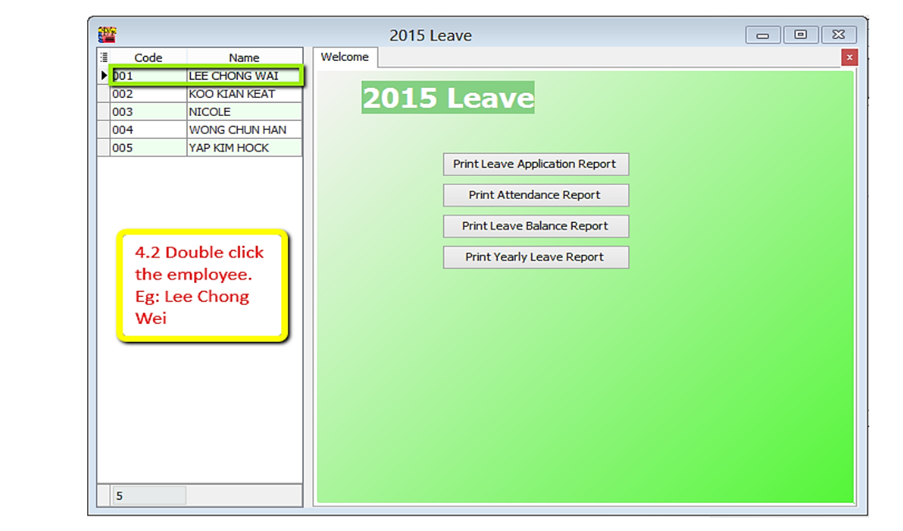 2015 Leave
Code Name
001 LEE CHONG WAI
002 KOO KIAN KEAT
003 NICOLE
004 WONG CHUN HAN
005 YAP KIM HOCK
4.2 Double click
the employee.
Eg: Lee Chong
Wei
5
Welcome
2015 Leave
Print Leave Application Report
Print Attendance Report
Print Leave Balance Report
Print Yearly Leave Report